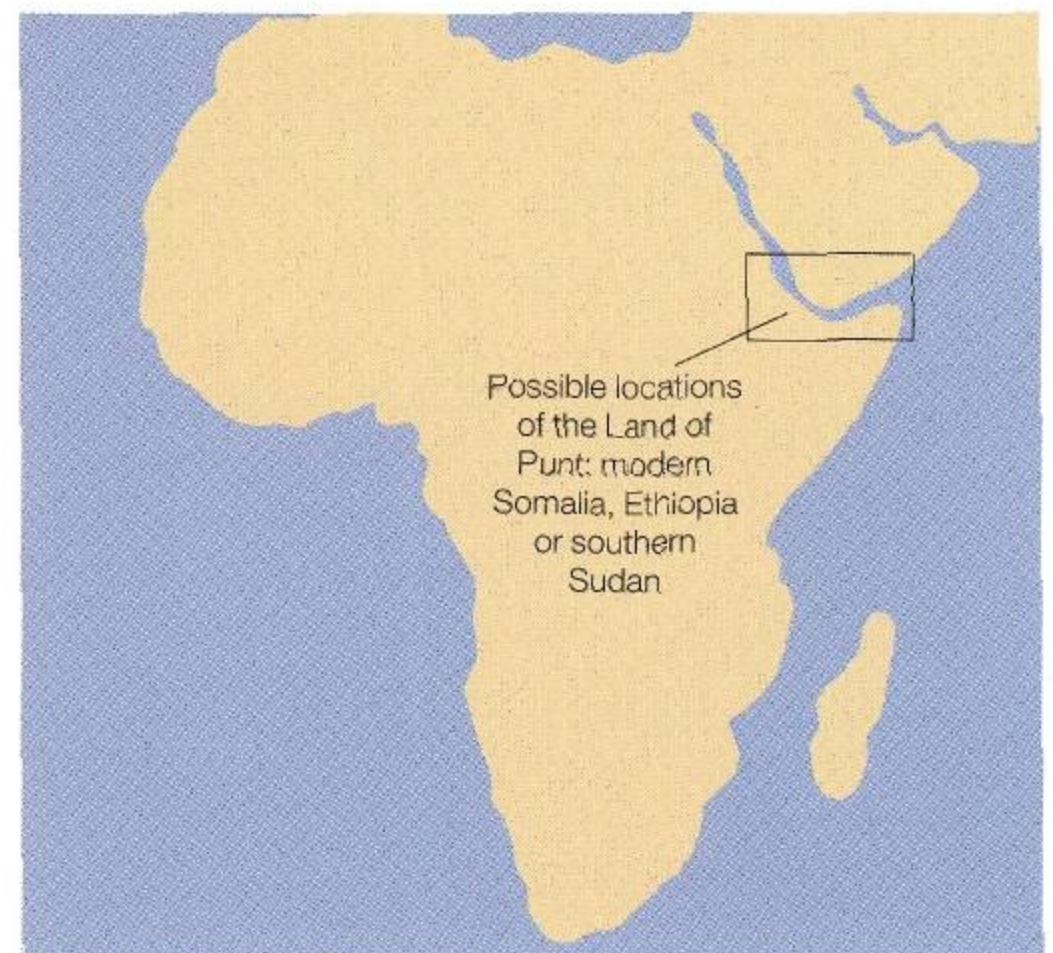 Possible locations
of the Land of
Punt: modern
Somalia, Ethiopia
or southern
Sudan